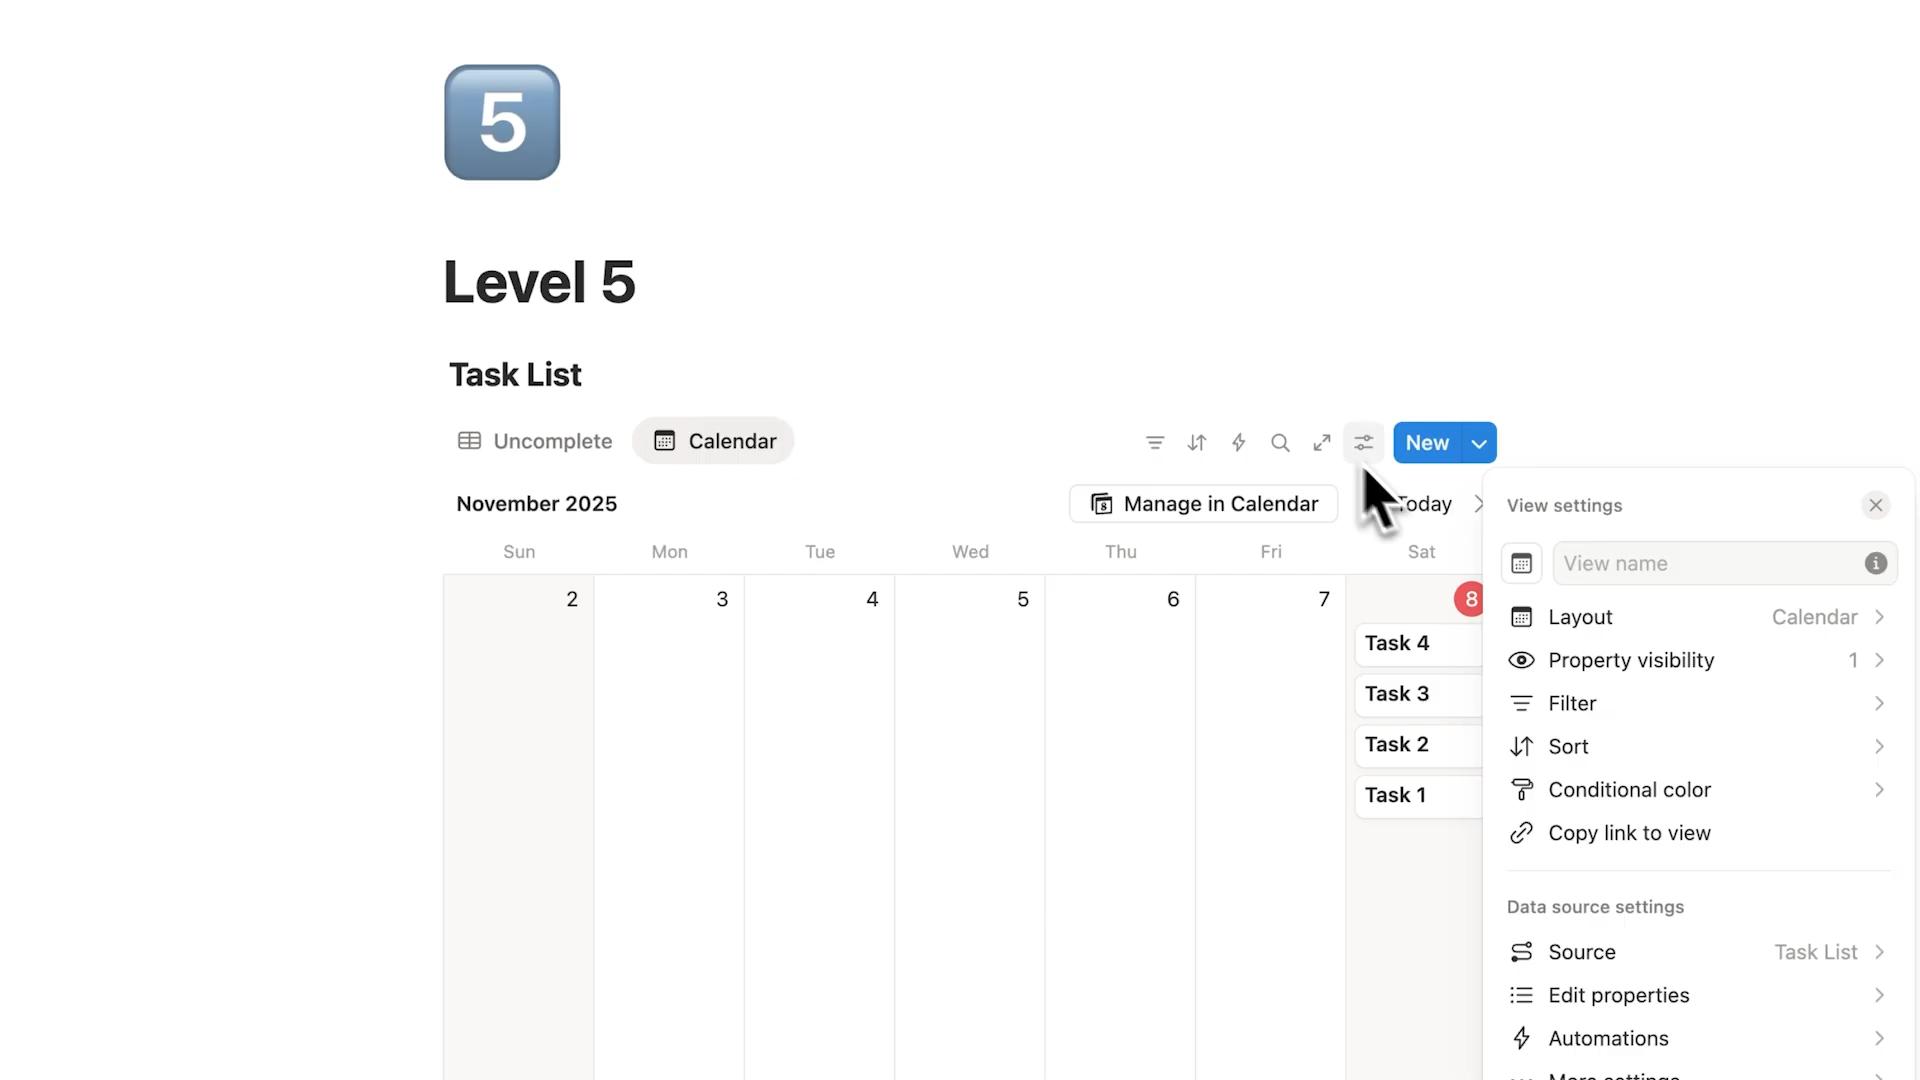 5
Level 5
Task List
Uncomplete
Calendar
New
November 2025
Manage in Calendar
Today
Sun Mon Tue Wed Thu Fri Sat
2 3 4 5 6 7 8
Task 4
Task 3
Task 2
Task 1
View settings
View name
Layout Calendar
Property visibility 1
Filter
Sort
Conditional color
Copy link to view
Data source settings
Source Task List
Edit properties
Automations
More settings